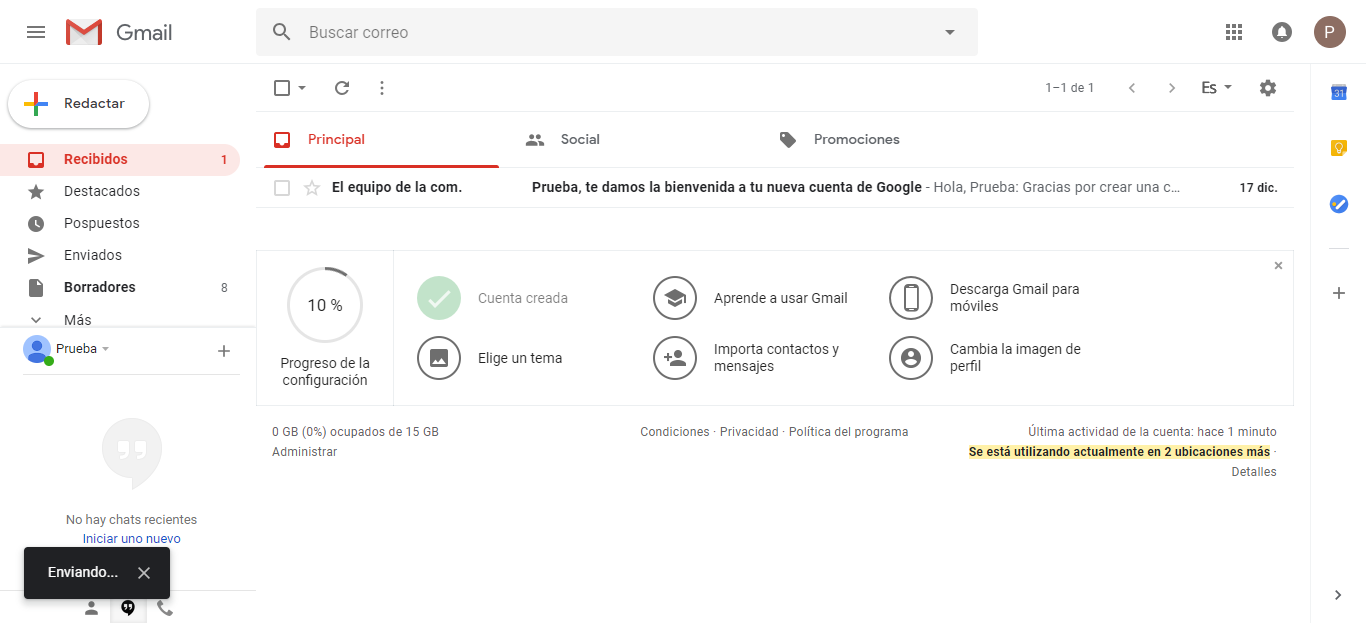 Gmail
Buscar correo
P
Redactar
1–1 de 1
Es
31
Recibidos 1
Destacados
Pospuestos
Enviados
Borradores 8
Más
Prueba
No hay chats recientes
Iniciar uno nuevo
Enviando...
Principal
Social
Promociones
El equipo de la com. Prueba, te damos la bienvenida a tu nueva cuenta de Google - Hola, Prueba: Gracias por crear una c… 17 dic.
10 %
Progreso de la
configuración
Cuenta creada
Aprende a usar Gmail
Descarga Gmail para
móviles
Elige un tema
Importa contactos y
mensajes
Cambia la imagen de
perfil
0 GB (0%) ocupados de 15 GB
Administrar
Condiciones · Privacidad · Política del programa
Última actividad de la cuenta: hace 1 minuto
Se está utilizando actualmente en 2 ubicaciones más ·
Detalles